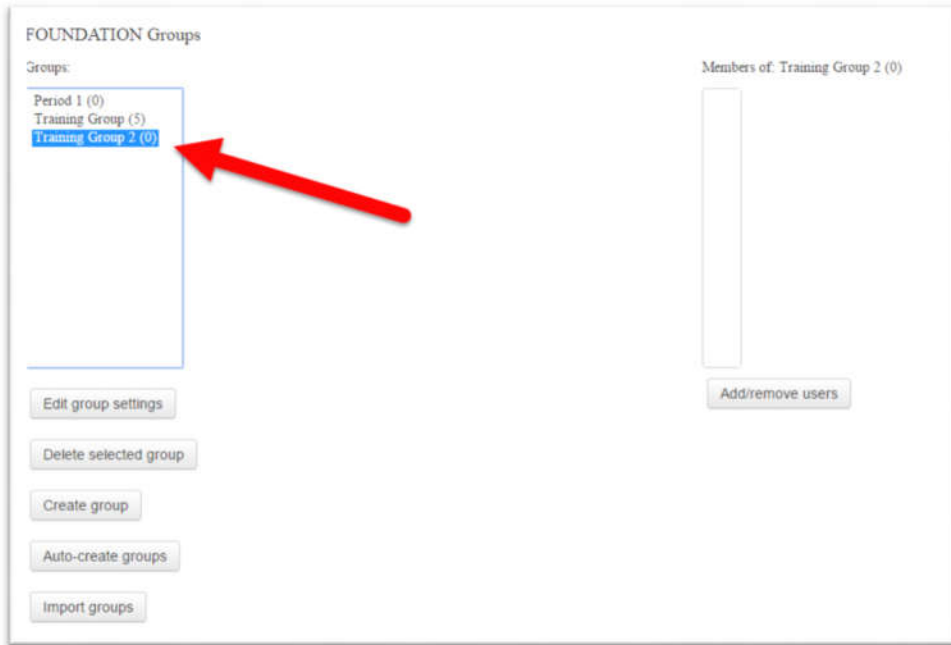 FOUNDATION Groups
Groups:
Members of: Training Group 2 (0)
Period 1 (0)
Training Group (5)
Training Group 2 (0)
Edit group settings
Add/remove users
Delete selected group
Create group
Auto-create groups
Import groups